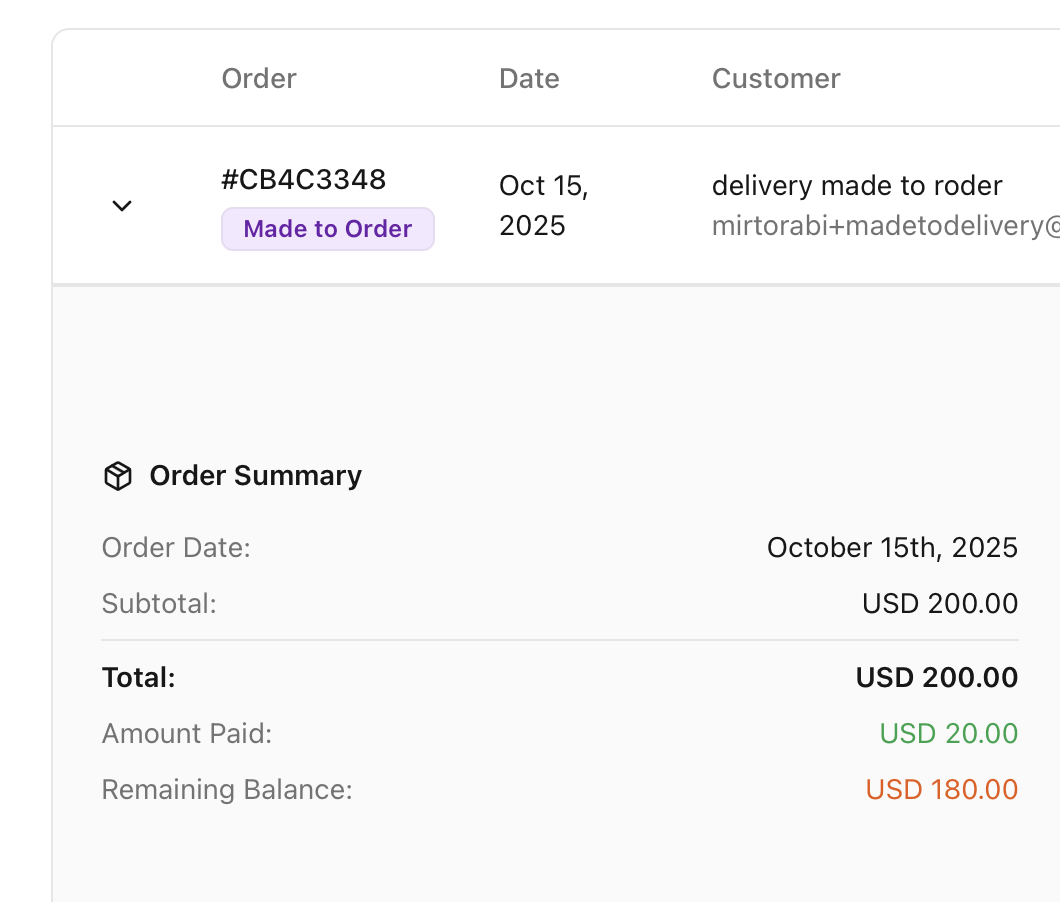 Order Date Customer
#CB4C3348
Made to Order
Oct 15,
2025
delivery made to roder
mirtorabi+madetodelivery@
Order Summary
Order Date: October 15th, 2025
Subtotal: USD 200.00
Total: USD 200.00
Amount Paid: USD 20.00
Remaining Balance: USD 180.00